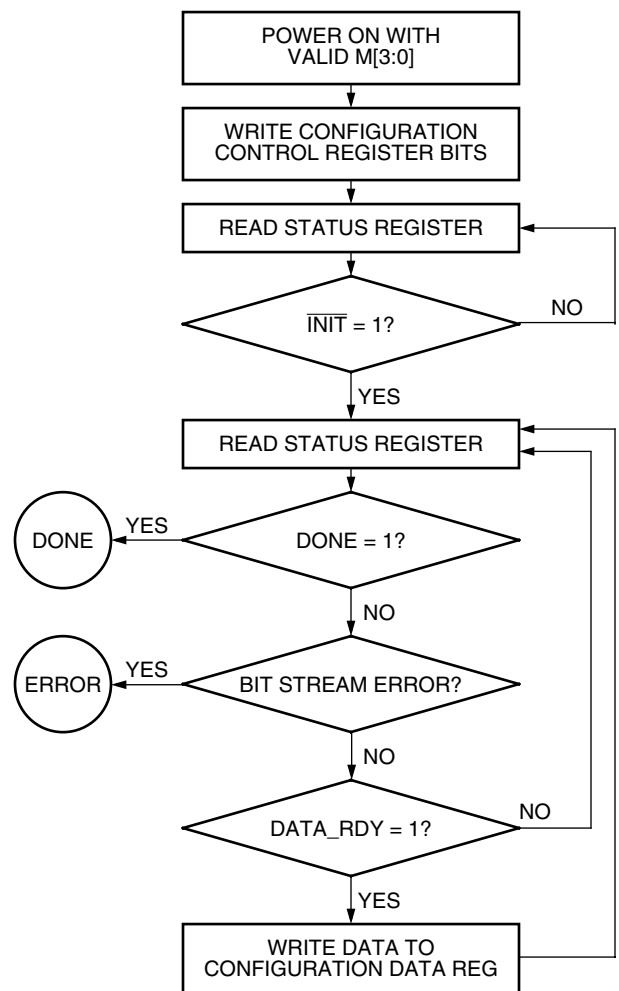 POWER ON WITH
VALID M[3:0]
WRITE CONFIGURATION
CONTROL REGISTER BITS
READ STATUS REGISTER
I̅N̅I̅T̅ = 1?
NO
YES
READ STATUS REGISTER
DONE
YES
DONE = 1?
NO
ERROR
YES
BIT STREAM ERROR?
NO
DATA_RDY = 1?
NO
YES
WRITE DATA TO
CONFIGURATION DATA REG